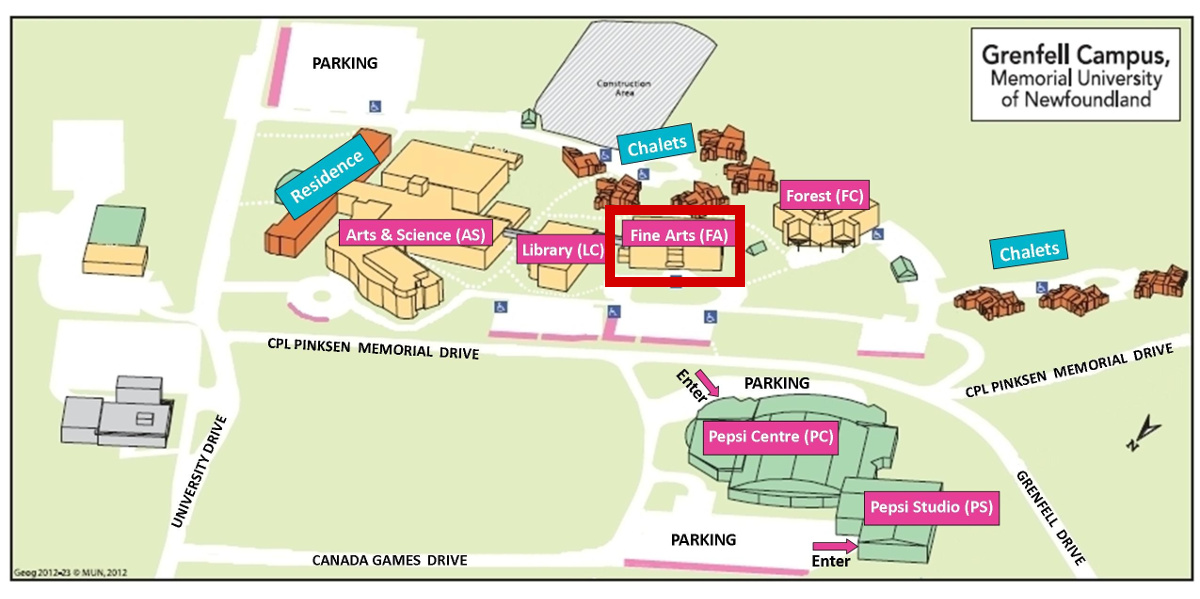 Grenfell Campus,
Memorial University
of Newfoundland
PARKING
Construction
Area
Chalets
Residence
Forest (FC)
Arts & Science (AS)
Library (LC)
Fine Arts (FA)
Chalets
CPL PINKSEN MEMORIAL DRIVE
CPL PINKSEN MEMORIAL DRIVE
Enter
PARKING
Pepsi Centre (PC)
N
UNIVERSITY DRIVE
Pepsi Studio (PS)
GRENFELL DRIVE
PARKING
Enter
CANADA GAMES DRIVE
Geog 2012-23 © MUN, 2012